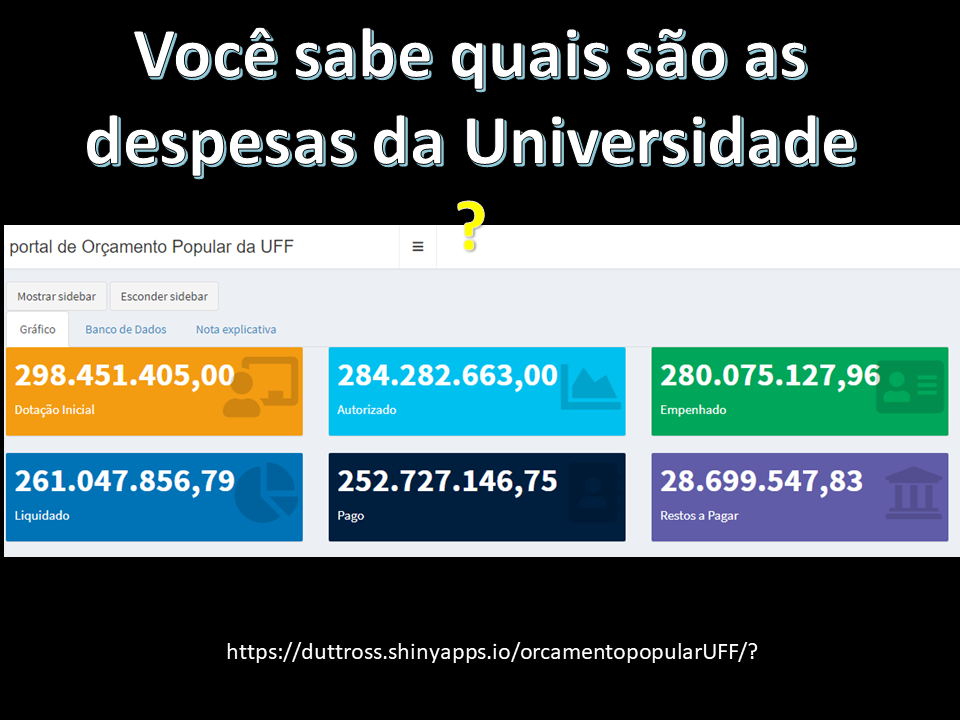 Você sabe quais são as
despesas da Universidade
?
portal de Orçamento Popular da UFF
Mostrar sidebar Esconder sidebar
Gráfico Banco de Dados Nota explicativa
298.451.405,00 284.282.663,00 280.075.127,96
Dotação Inicial Autorizado Empenhado
261.047.856,79 252.727.146,75 28.699.547,83
Liquidado Pago Restos a Pagar
https://duttross.shinyapps.io/orcamentopopularUFF/?